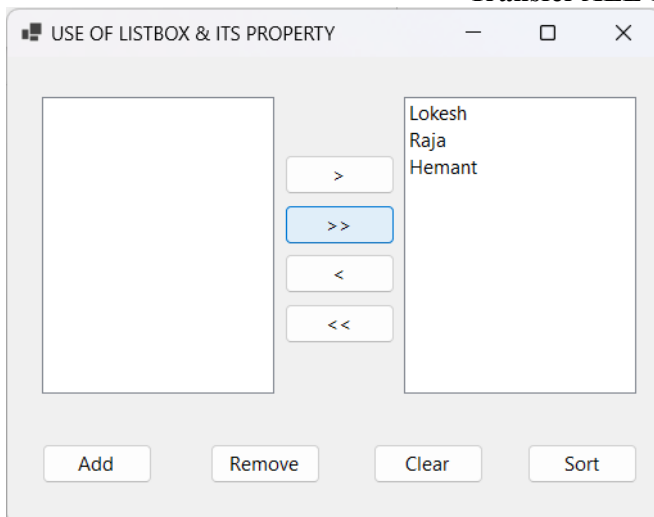 USE OF LISTBOX & ITS PROPERTY
Lokesh
Raja
Hemant
>
>>
<
<<
Add Remove Clear Sort